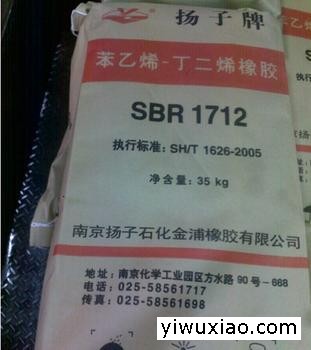 扬子牌
苯乙烯-丁二烯橡胶
SBR 1712
执行标准: SH/T 1626-2005
净含量: 35 kg
南京扬子石化金浦橡胶有限公司
地址: 南京化学工业园区方水路 90 号-668
电话: 025-58561717
传真: 025-58561698
yiwuxiao.com